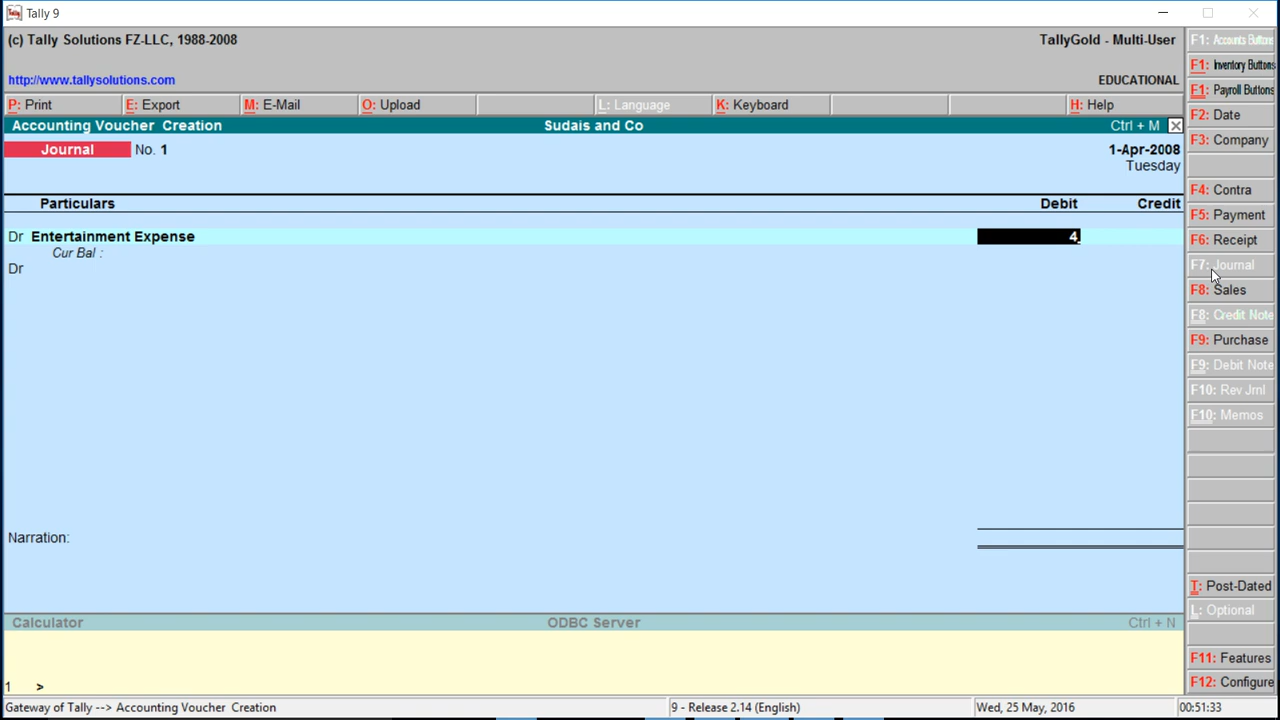 Tally 9
(c) Tally Solutions FZ-LLC, 1988-2008
TallyGold - Multi-User
http://www.tallysolutions.com
EDUCATIONAL
P: Print E: Export M: E-Mail O: Upload L: Language K: Keyboard H: Help
Accounting Voucher Creation Sudais and Co Ctrl + M
Journal No. 1 1-Apr-2008
Tuesday
Particulars Debit Credit
Dr Entertainment Expense 4
Cur Bal :
Dr
Narration:
Calculator ODBC Server Ctrl + N
1 >
F1: Accounts Buttons
F1: Inventory Buttons
F1: Payroll Buttons
F2: Date
F3: Company
F4: Contra
F5: Payment
F6: Receipt
F7: Journal
F8: Sales
F8: Credit Note
F9: Purchase
F9: Debit Note
F10: Rev Jrnl
F10: Memos
T: Post-Dated
L: Optional
F11: Features
F12: Configure
Gateway of Tally --> Accounting Voucher Creation 9 - Release 2.14 (English) Wed, 25 May, 2016 00:51:33